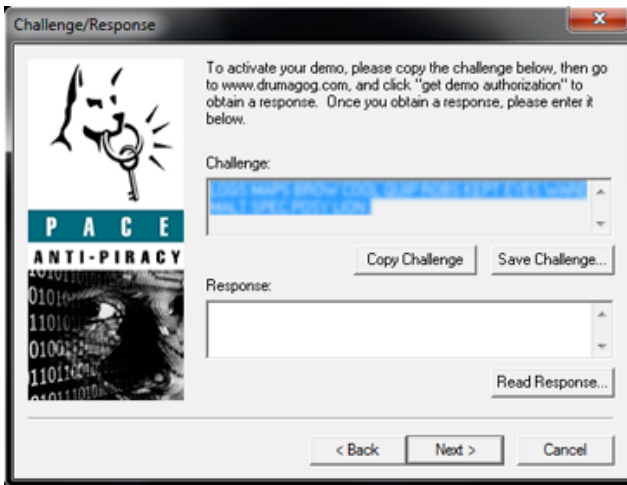 Challenge/Response
To activate your demo, please copy the challenge below, then go
to www.drumagog.com, and click "get demo authorization" to
obtain a response. Once you obtain a response, please enter it
below.
Challenge:
LOGS MAPS BROW COOL QUIP ROBS KEPT EYES WARE
MALT SPEC POSY LION
Copy Challenge
Save Challenge...
Response:
Read Response...
PACE
ANTI-PIRACY
< Back
Next >
Cancel